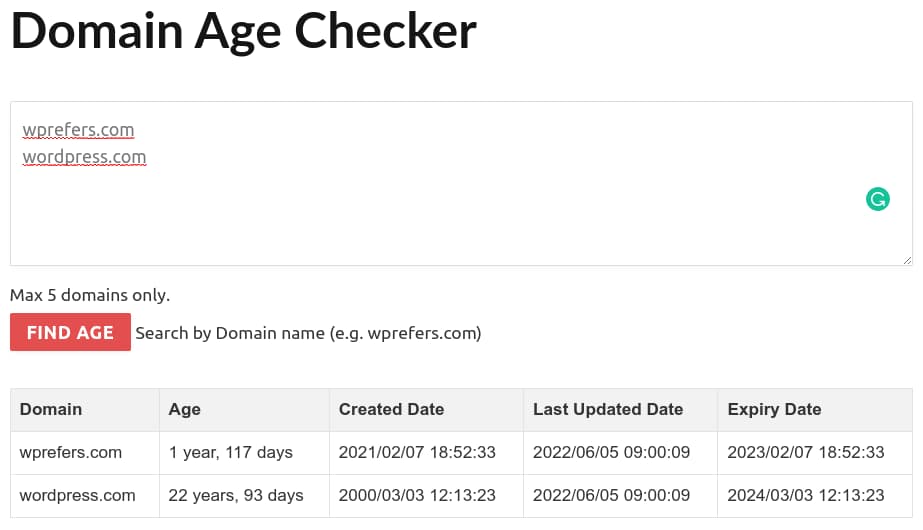 Domain Age Checker
wprefers.com
wordpress.com
Max 5 domains only.
FIND AGE Search by Domain name (e.g. wprefers.com)
Domain Age Created Date Last Updated Date Expiry Date
wprefers.com 1 year, 117 days 2021/02/07 18:52:33 2022/06/05 09:00:09 2023/02/07 18:52:33
wordpress.com 22 years, 93 days 2000/03/03 12:13:23 2022/06/05 09:00:09 2024/03/03 12:13:23